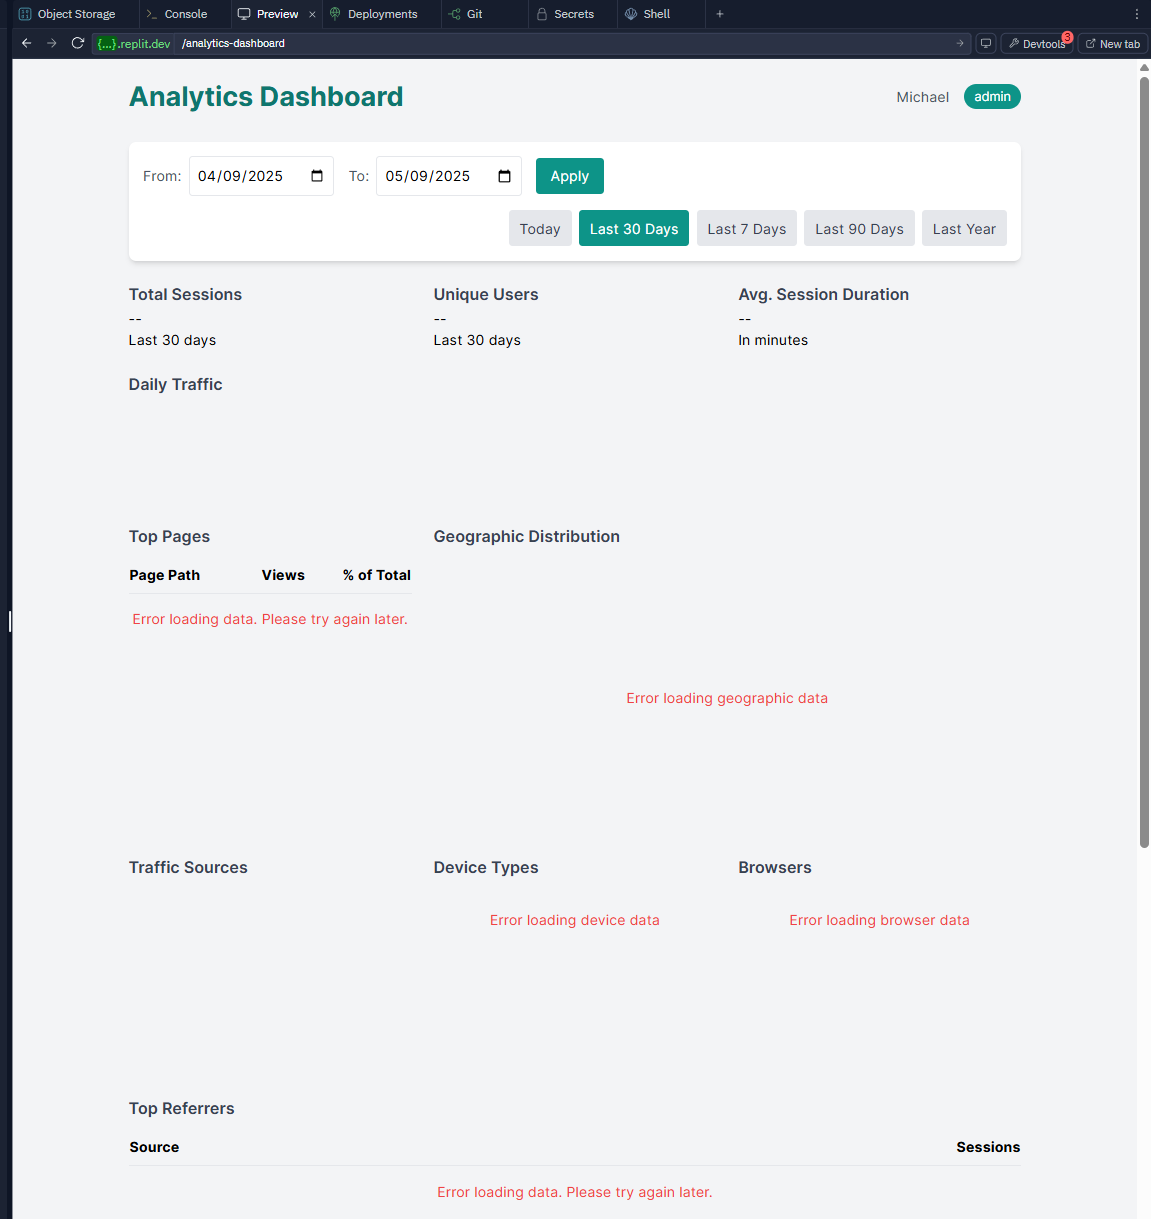 Object Storage Console Preview Deployments Git Secrets Shell
{...}.replit.dev /analytics-dashboard Devtools 3 New tab
Analytics Dashboard Michael admin
From: 04/09/2025 To: 05/09/2025 Apply
Today Last 30 Days Last 7 Days Last 90 Days Last Year
Total Sessions Unique Users Avg. Session Duration
-- -- --
Last 30 days Last 30 days In minutes
Daily Traffic
Top Pages Geographic Distribution
Page Path Views % of Total
Error loading data. Please try again later.
Error loading geographic data
Traffic Sources Device Types Browsers
Error loading device data Error loading browser data
Top Referrers
Source Sessions
Error loading data. Please try again later.